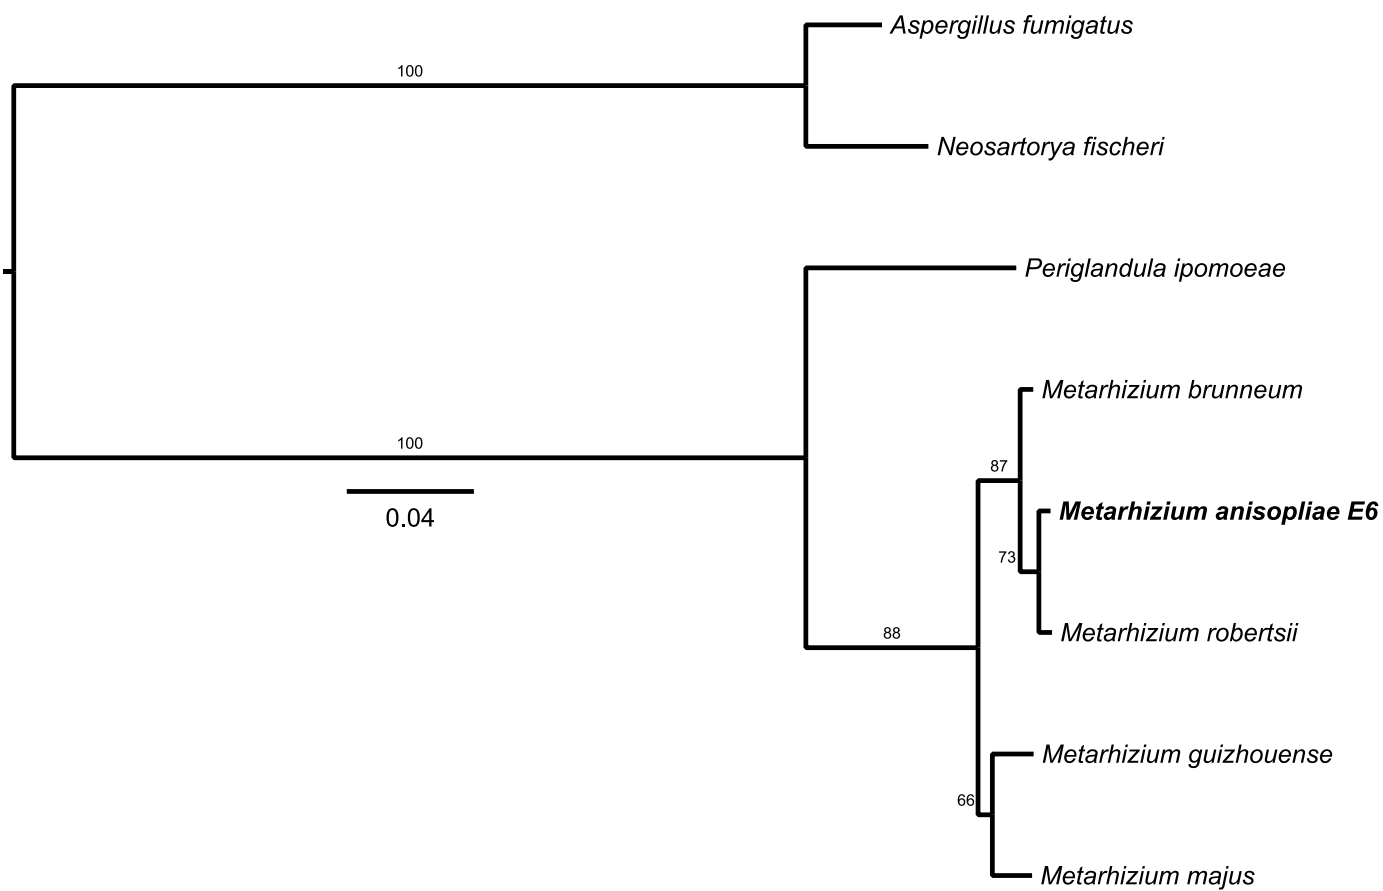 Aspergillus fumigatus
100
Neosartorya fischeri
Periglandula ipomoeae
Metarhizium brunneum
100
87
0.04
Metarhizium anisopliae E6
73
Metarhizium robertsii
88
Metarhizium guizhouense
66
Metarhizium majus